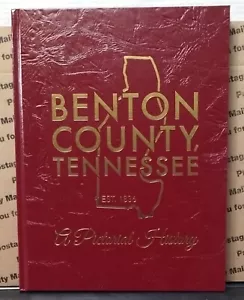 BENTON
COUNTY,
TENNESSEE
EST. 1836
A Pictorial History